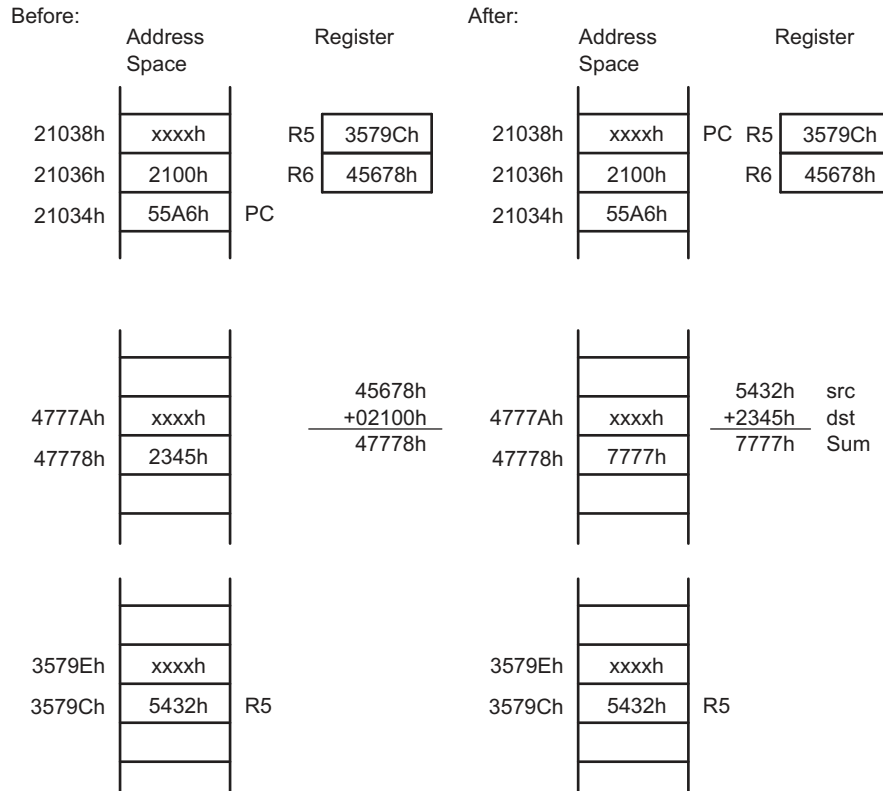 Before:
Address Space
Register
21038h xxxxh R5 3579Ch
21036h 2100h R6 45678h
21034h 55A6h PC
45678h
4777Ah xxxxh +02100h
47778h 2345h 47778h
3579Eh xxxxh
3579Ch 5432h R5
After:
Address Space
Register
21038h xxxxh PC R5 3579Ch
21036h 2100h R6 45678h
21034h 55A6h
5432h src
4777Ah xxxxh +2345h dst
47778h 7777h 7777h Sum
3579Eh xxxxh
3579Ch 5432h R5